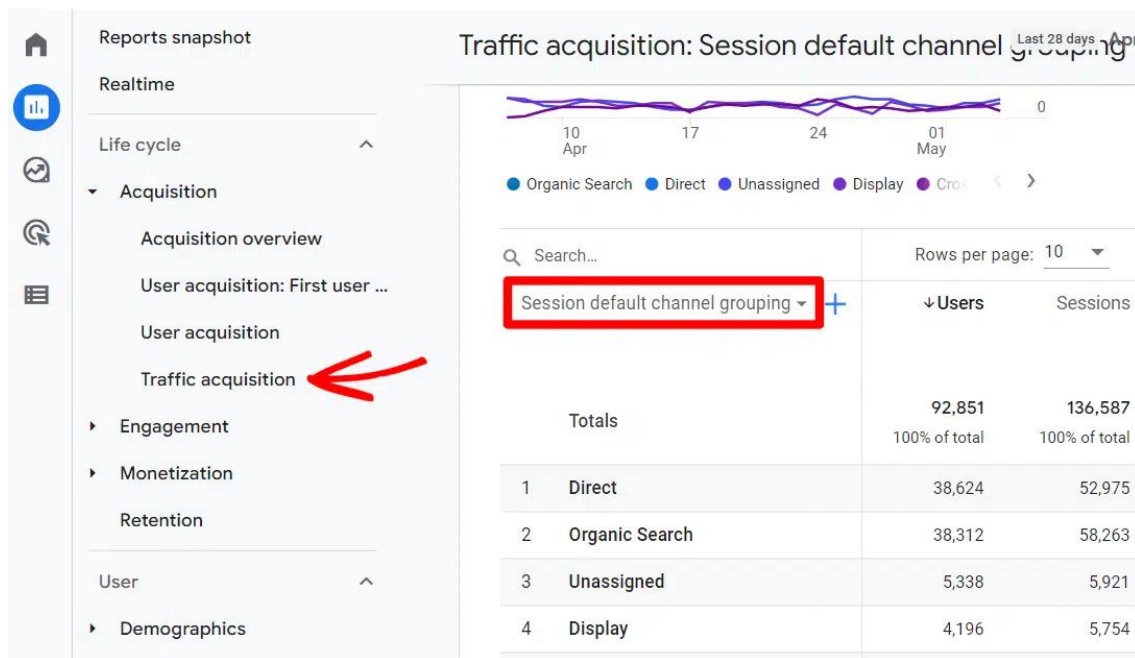 Reports snapshot
Realtime
Life cycle
Acquisition
Acquisition overview
User acquisition: First user ...
User acquisition
Traffic acquisition
Engagement
Monetization
Retention
User
Demographics
Traffic acquisition: Session default channel grouping
Last 28 days Apr
0
10 17 24 01
Apr May
Organic Search Direct Unassigned Display Cros
Search...
Rows per page: 10
Session default channel grouping
Users Sessions
Totals 92,851 136,587
100% of total 100% of total
1 Direct 38,624 52,975
2 Organic Search 38,312 58,263
3 Unassigned 5,338 5,921
4 Display 4,196 5,754